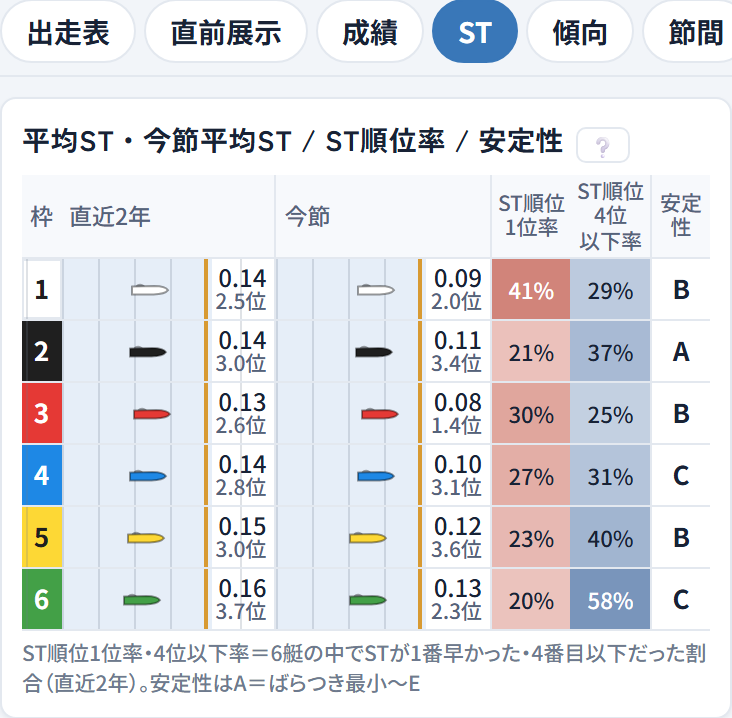 出走表 直前展示 成績 ST 傾向 節間
平均ST・今節平均ST / ST順位率 / 安定性 ?
枠 直近2年 今節 ST順位1位率 ST順位4位以下率 安定性
1 0.14 2.5位 0.09 2.0位 41% 29% B
2 0.14 3.0位 0.11 3.4位 21% 37% A
3 0.13 2.6位 0.08 1.4位 30% 25% B
4 0.14 2.8位 0.10 3.1位 27% 31% C
5 0.15 3.0位 0.12 3.6位 23% 40% B
6 0.16 3.7位 0.13 2.3位 20% 58% C
ST順位1位率・4位以下率＝6艇の中でSTが1番早かった・4番目以下だった割
合（直近2年）。安定性はA＝ばらつき最小〜E